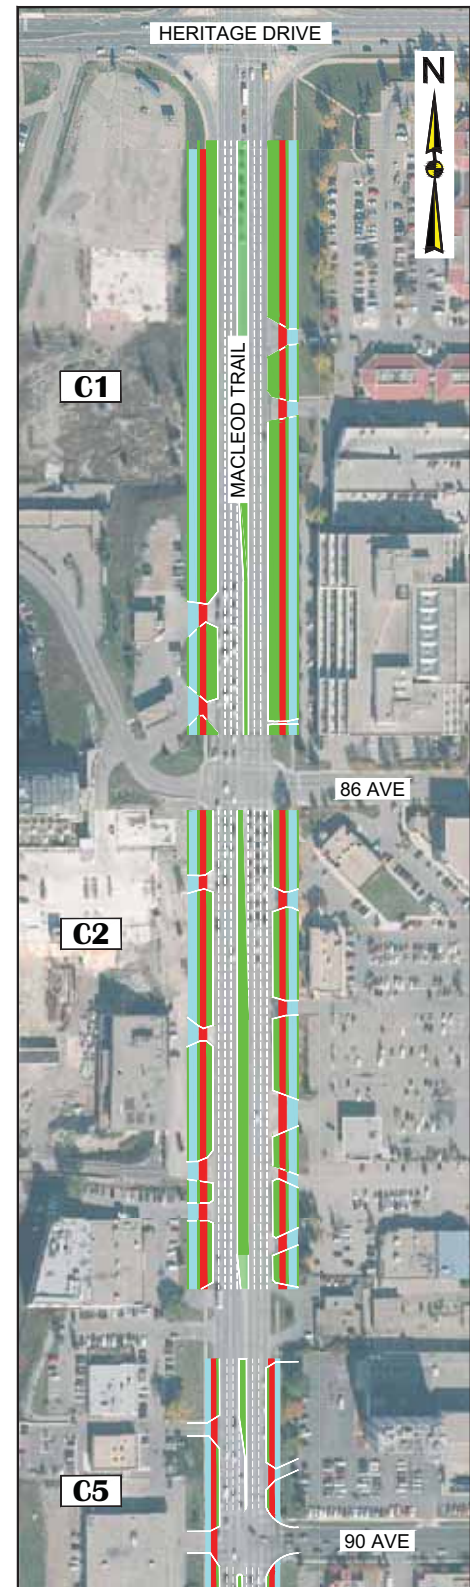 HERITAGE DRIVE
N
MACLEOD TRAIL
C1
86 AVE
C2
C5
90 AVE